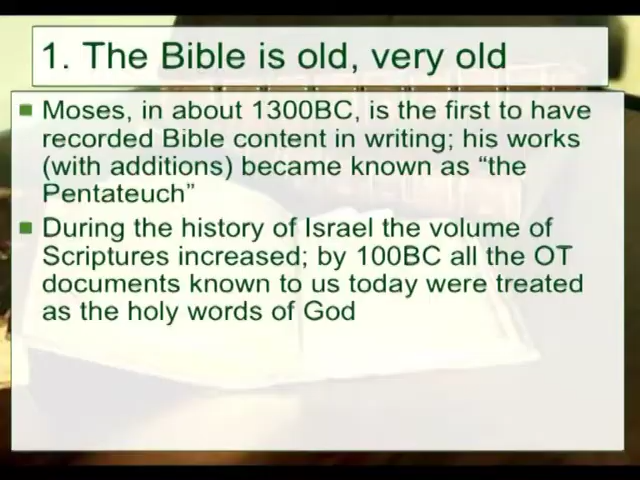 1. The Bible is old, very old
Moses, in about 1300BC, is the first to have
recorded Bible content in writing; his works
(with additions) became known as “the
Pentateuch”
During the history of Israel the volume of
Scriptures increased; by 100BC all the OT
documents known to us today were treated
as the holy words of God